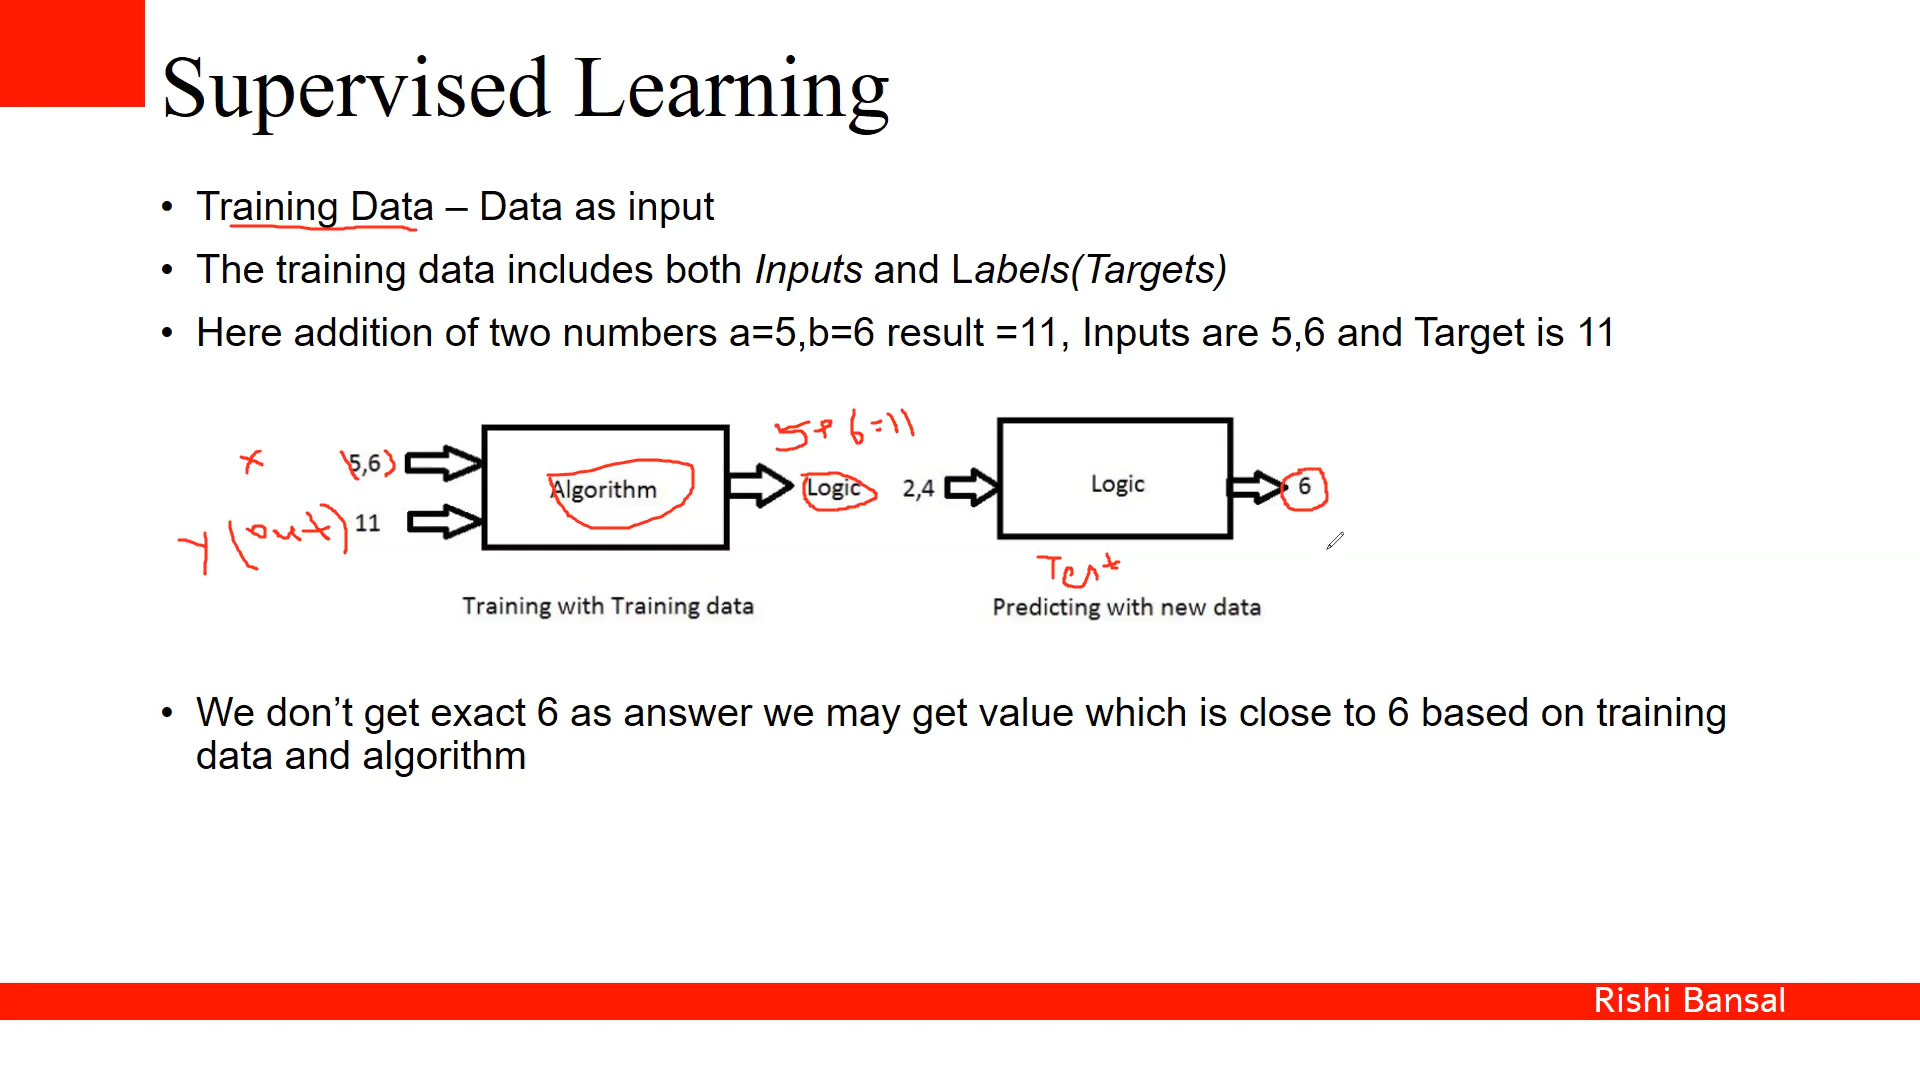 Supervised Learning
• Training Data – Data as input
• The training data includes both Inputs and Labels(Targets)
• Here addition of two numbers a=5,b=6 result =11, Inputs are 5,6 and Target is 11
5+6=11
X (5,6) Algorithm Logic 2,4 Logic 6
Y (out) 11
Test
Training with Training data Predicting with new data
• We don’t get exact 6 as answer we may get value which is close to 6 based on training
data and algorithm
Rishi Bansal